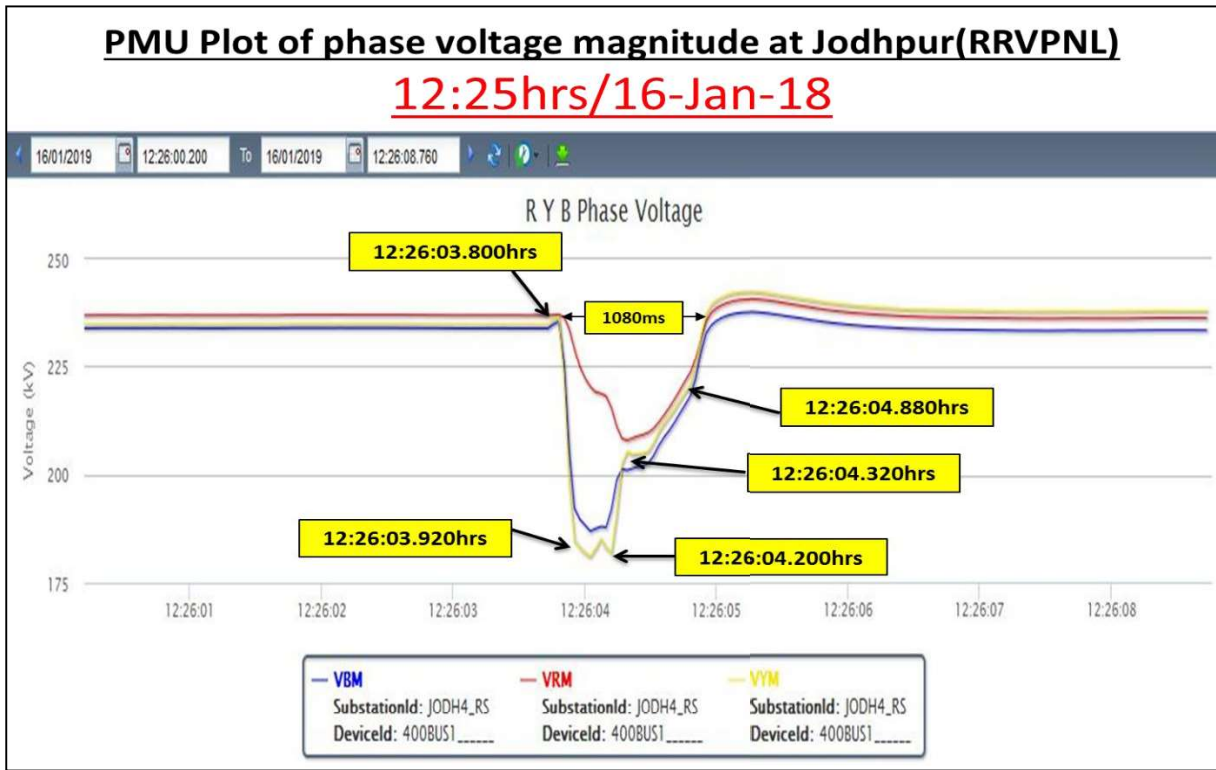 PMU Plot of phase voltage magnitude at Jodhpur(RRVPNL)
12:25hrs/16-Jan-18
16/01/2019 12:26:00.200 To 16/01/2019 12:26:08.760
R Y B Phase Voltage
12:26:03.800hrs
250
1080ms
225
12:26:04.880hrs
Voltage (kV)
200
12:26:04.320hrs
12:26:03.920hrs
12:26:04.200hrs
175
12:26:01 12:26:02 12:26:03 12:26:04 12:26:05 12:26:06 12:26:07 12:26:08
VBM VRM VYM
SubstationId: JODH4_RS SubstationId: JODH4_RS SubstationId: JODH4_RS
DeviceId: 400BUS1______ DeviceId: 400BUS1______ DeviceId: 400BUS1______